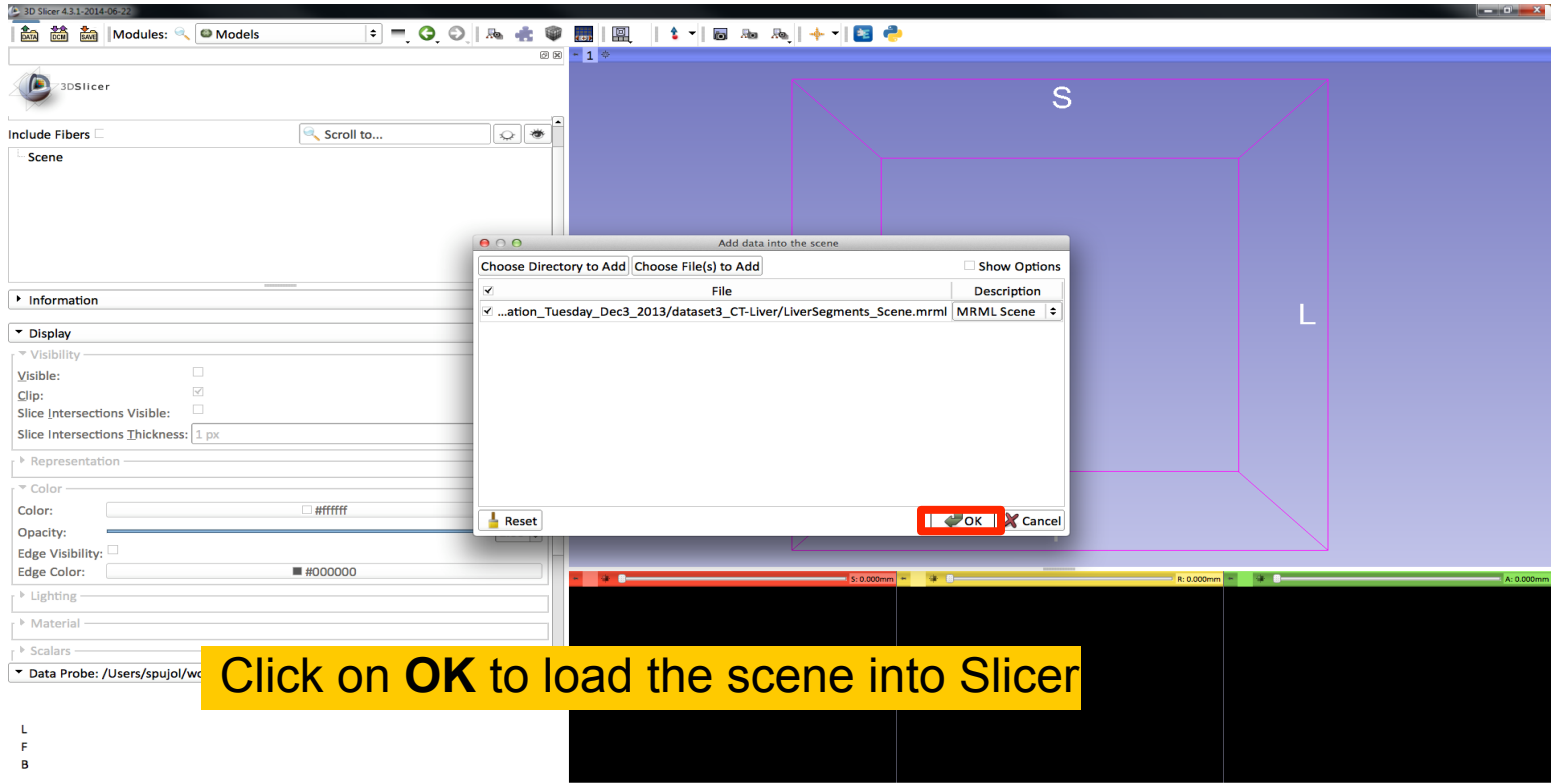 3D Slicer 4.3.1-2014-06-22
DATA DCM SAVE Modules: Models
1
3DSlicer
Include Fibers Scroll to...
Scene
S
L
Add data into the scene
Choose Directory to Add Choose File(s) to Add Show Options
File Description
...ation_Tuesday_Dec3_2013/dataset3_CT-Liver/LiverSegments_Scene.mrml MRML Scene
Reset OK Cancel
Information
Display
Visibility
Visible:
Clip:
Slice Intersections Visible:
Slice Intersections Thickness: 1 px
Representation
Color
Color: #ffffff
Opacity:
Edge Visibility:
Edge Color: #000000
Lighting
Material
Scalars
S: 0.000mm R: 0.000mm A: 0.000mm
Data Probe: /Users/spujol/wo
Click on OK to load the scene into Slicer
L
F
B